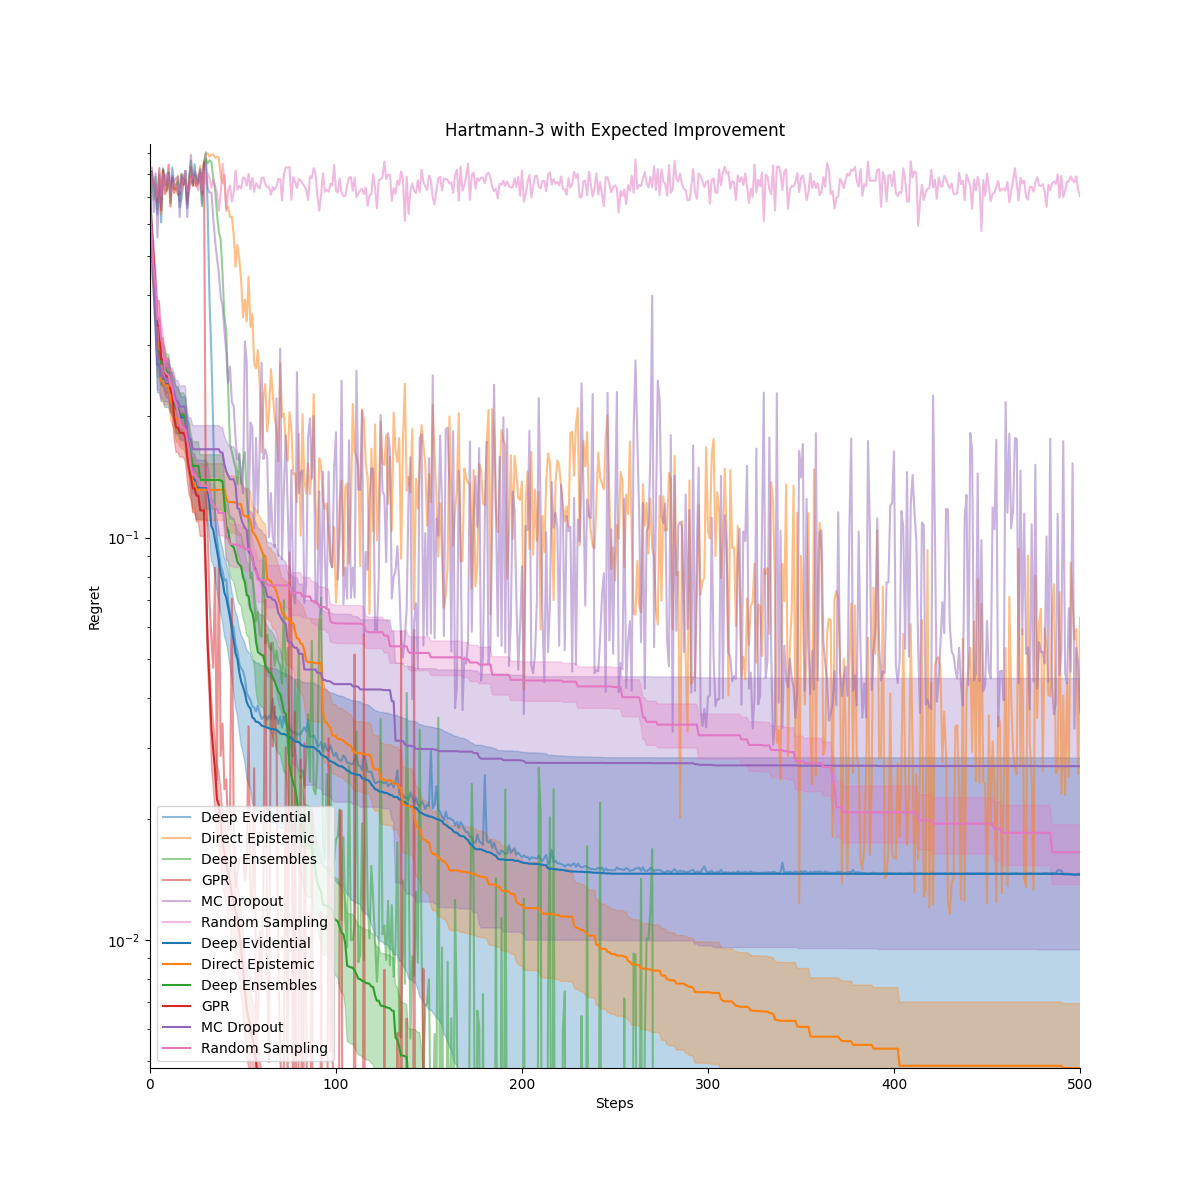 Hartmann-3 with Expected Improvement
Regret
10⁻¹
10⁻²
Deep Evidential
Direct Epistemic
Deep Ensembles
GPR
MC Dropout
Random Sampling
Deep Evidential
Direct Epistemic
Deep Ensembles
GPR
MC Dropout
Random Sampling
0 100 200 300 400 500
Steps